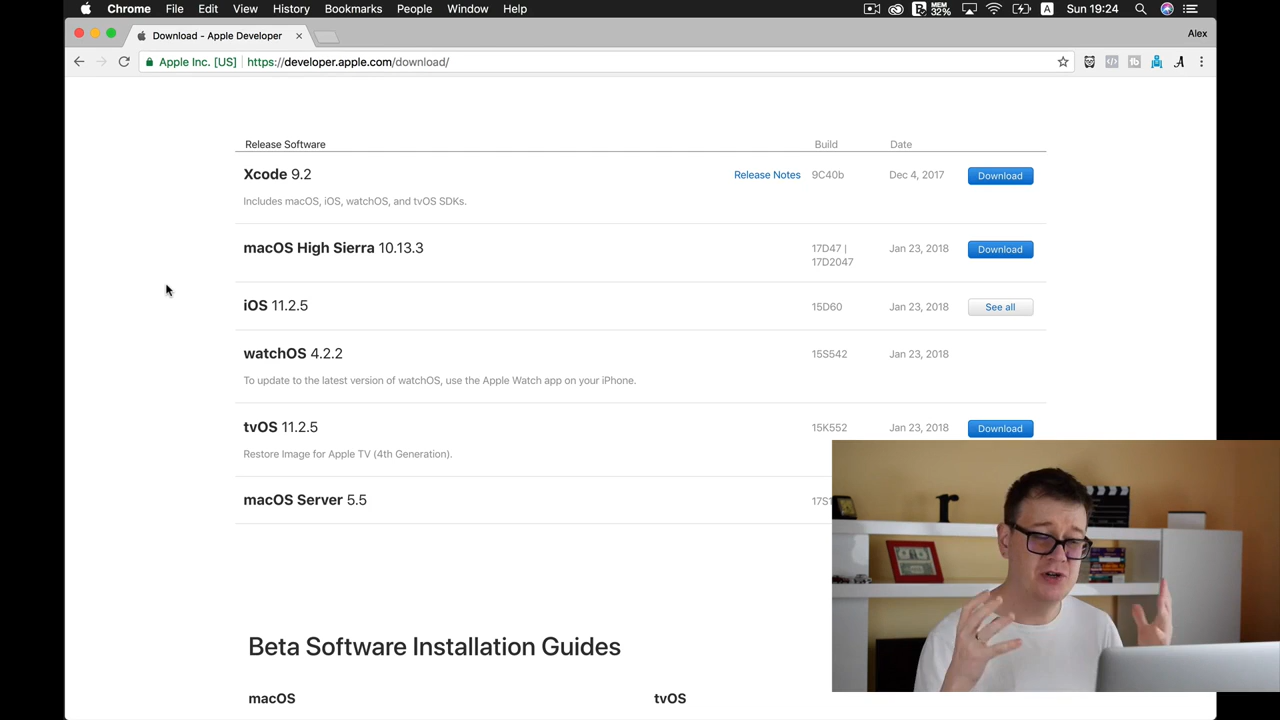 Chrome File Edit View History Bookmarks People Window Help MEM 32% A Sun 19:24
Download - Apple Developer Alex
Apple Inc. [US] https://developer.apple.com/download/
Release Software Build Date
Xcode 9.2 Release Notes 9C40b Dec 4, 2017 Download
Includes macOS, iOS, watchOS, and tvOS SDKs.
macOS High Sierra 10.13.3 17D47 | Jan 23, 2018 Download
17D2047
iOS 11.2.5 15D60 Jan 23, 2018 See all
watchOS 4.2.2 15S542 Jan 23, 2018
To update to the latest version of watchOS, use the Apple Watch app on your iPhone.
tvOS 11.2.5 15K552 Jan 23, 2018 Download
Restore Image for Apple TV (4th Generation).
macOS Server 5.5
Beta Software Installation Guides
macOS tvOS